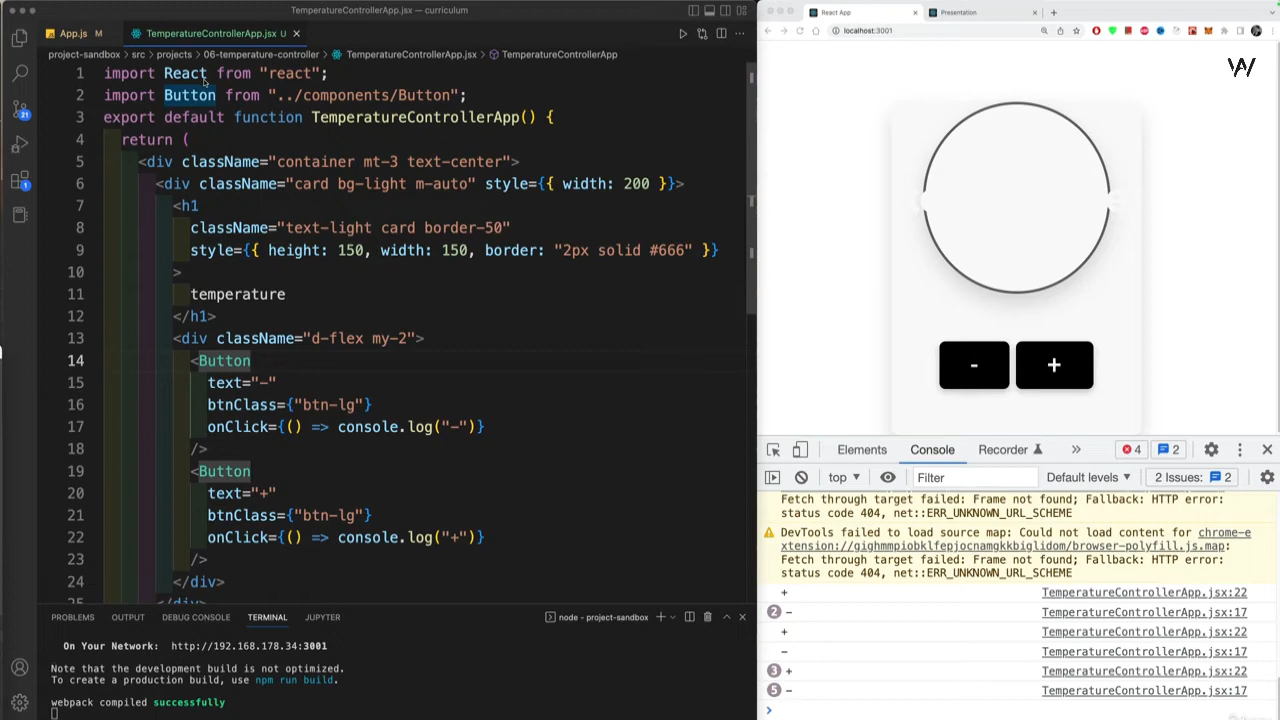 TemperatureControllerApp.jsx — curriculum
App.js M
TemperatureControllerApp.jsx U
project-sandbox > src > projects > 06-temperature-controller > TemperatureControllerApp.jsx > TemperatureControllerApp
1 import React from "react";
2 import Button from "../components/Button";
3 export default function TemperatureControllerApp() {
4 return (
5 <div className="container mt-3 text-center">
6 <div className="card bg-light m-auto" style={{ width: 200 }}>
7 <h1
8 className="text-light card border-50"
9 style={{ height: 150, width: 150, border: "2px solid #666" }}
10 >
11 temperature
12 </h1>
13 <div className="d-flex my-2">
14 <Button
15 text="-"
16 btnClass={"btn-lg"}
17 onClick={() => console.log("-")}
18 />
19 <Button
20 text="+"
21 btnClass={"btn-lg"}
22 onClick={() => console.log("+")}
23 />
24 </div>
</div>
21
1
PROBLEMS OUTPUT DEBUG CONSOLE TERMINAL JUPYTER
node - project-sandbox
On Your Network: http://192.168.178.34:3001
Note that the development build is not optimized.
To create a production build, use npm run build.
webpack compiled successfully
React App
Presentation
localhost:3001
W
- +
Elements Console Recorder 4 2
top Filter Default levels 2 Issues: 2
Fetch through target failed: Frame not found; Fallback: HTTP error:
status code 404, net::ERR_UNKNOWN_URL_SCHEME
DevTools failed to load source map: Could not load content for chrome-e
xtension://gighmmpiobklfepjocnamgkkbiglidom/browser-polyfill.js.map:
Fetch through target failed: Frame not found; Fallback: HTTP error:
status code 404, net::ERR_UNKNOWN_URL_SCHEME
+ TemperatureControllerApp.jsx:22
2 - TemperatureControllerApp.jsx:17
+ TemperatureControllerApp.jsx:22
- TemperatureControllerApp.jsx:17
3 + TemperatureControllerApp.jsx:22
5 - TemperatureControllerApp.jsx:17